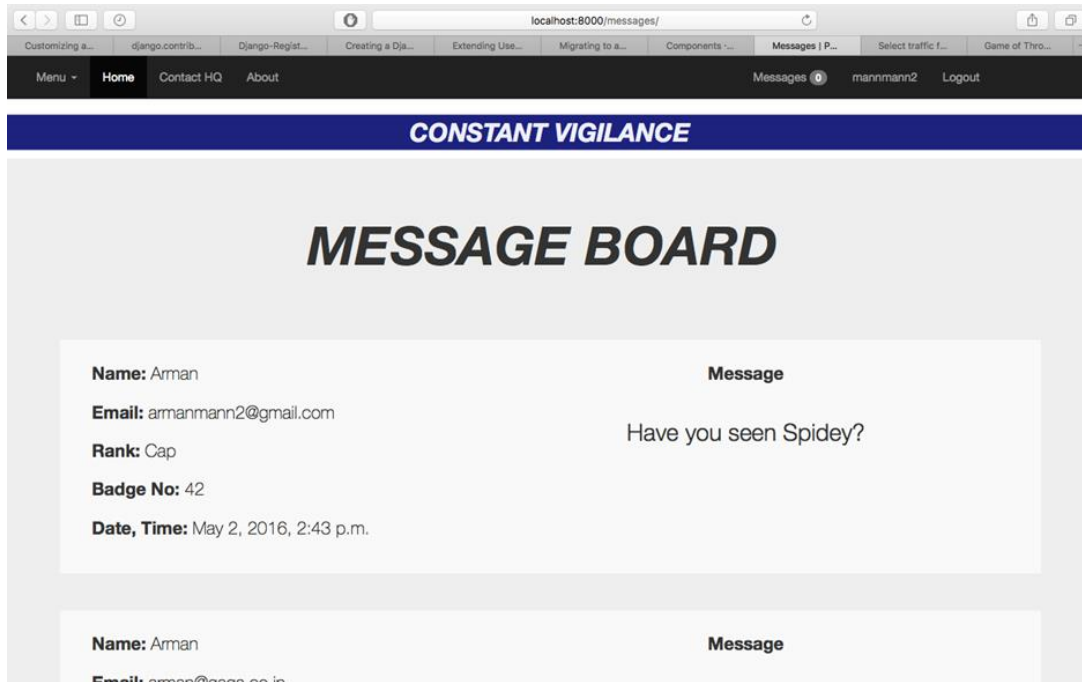 localhost:8000/messages/
Customizing a... django.contrib... Django-Regist... Creating a Dja... Extending Use... Migrating to a... Components -... Messages | P... Select traffic f... Game of Thro...
Menu Home Contact HQ About Messages 0 mannmann2 Logout
CONSTANT VIGILANCE
MESSAGE BOARD
Name: Arman
Email: armanmann2@gmail.com
Rank: Cap
Badge No: 42
Date, Time: May 2, 2016, 2:43 p.m.
Message
Have you seen Spidey?
Name: Arman
Message
Email: